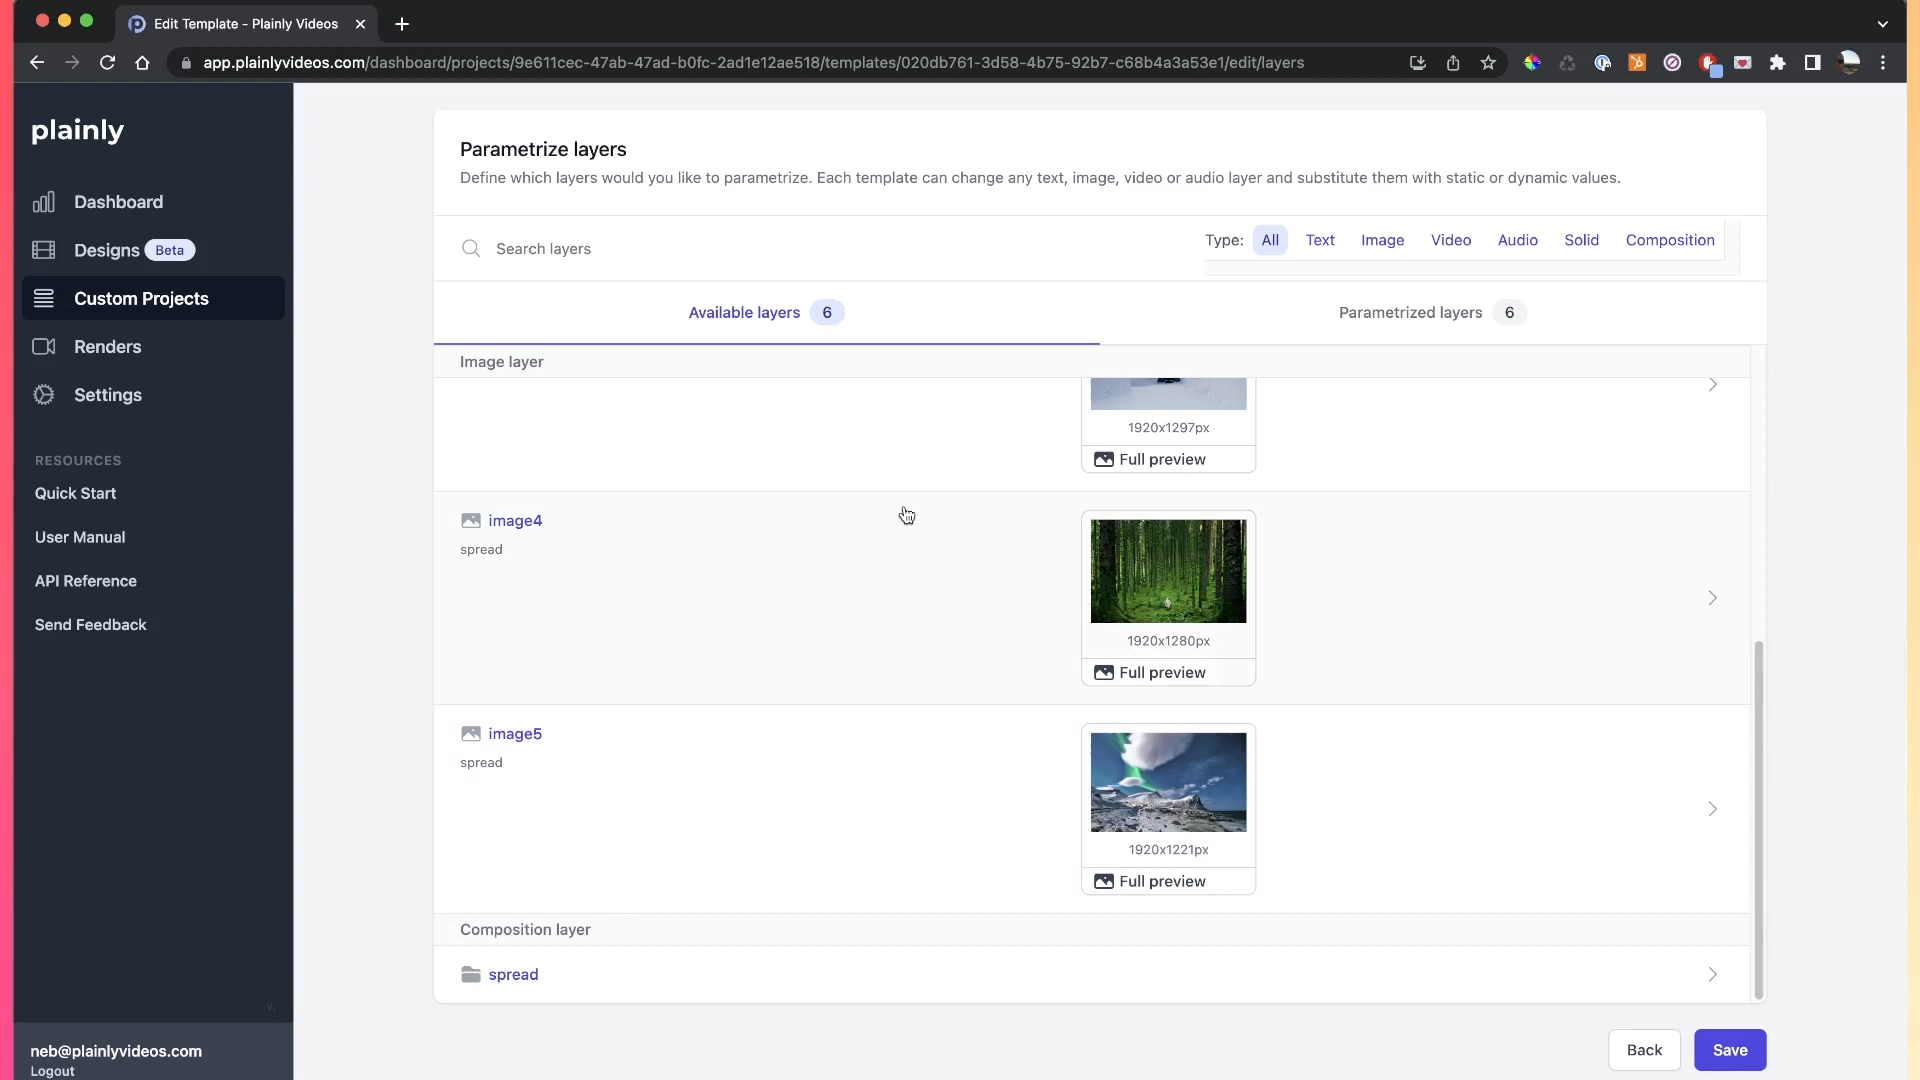 Edit Template - Plainly Videos
app.plainlyvideos.com/dashboard/projects/9e611cec-47ab-47ad-b0fc-2ad1e12ae518/templates/020db761-3d58-4b75-92b7-c68b4a3a53e1/edit/layers
plainly
Dashboard
Designs Beta
Custom Projects
Renders
Settings
RESOURCES
Quick Start
User Manual
API Reference
Send Feedback
v.
neb@plainlyvideos.com
Logout
Parametrize layers
Define which layers would you like to parametrize. Each template can change any text, image, video or audio layer and substitute them with static or dynamic values.
Search layers
Type: All Text Image Video Audio Solid Composition
Available layers 6
Parametrized layers 6
Image layer
1920x1297px
Full preview
image4
spread
1920x1280px
Full preview
image5
spread
1920x1221px
Full preview
Composition layer
spread
Back
Save